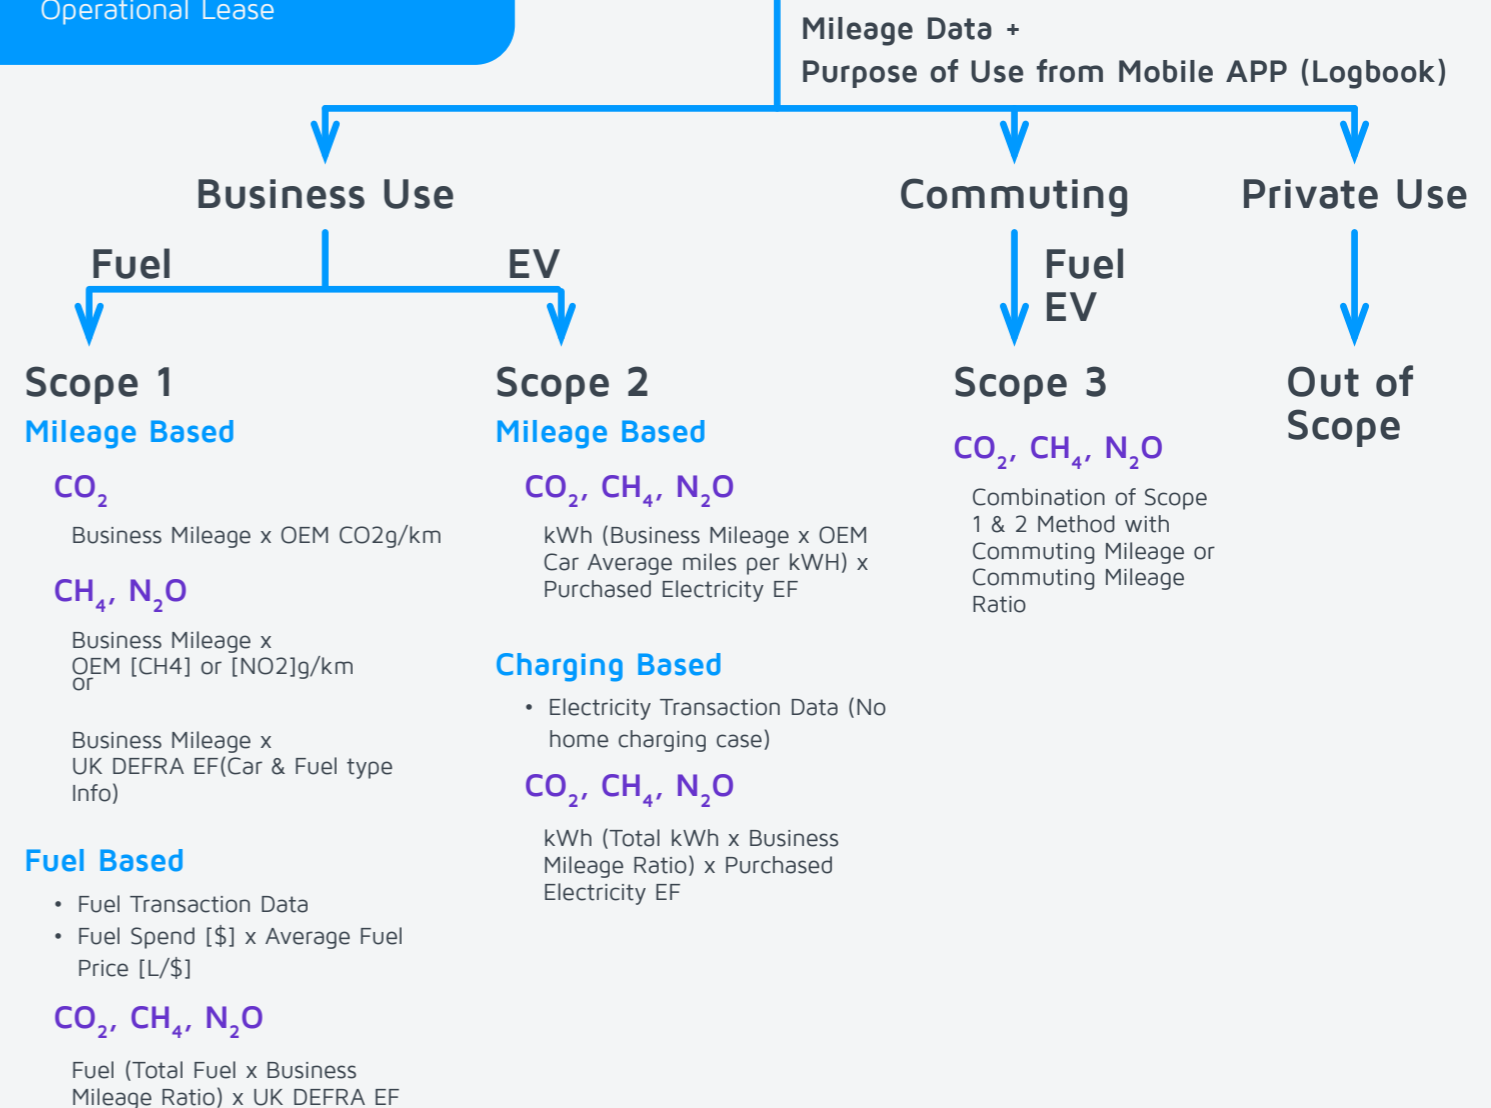 Operational Lease
Mileage Data +
Purpose of Use from Mobile APP (Logbook)
Business Use
Commuting
Private Use
Fuel
EV
Fuel
EV
Scope 1
Mileage Based
CO₂
Business Mileage x OEM CO2g/km
CH₄, N₂O
Business Mileage x
OEM [CH4] or [NO2]g/km
or
Business Mileage x
UK DEFRA EF(Car & Fuel type
Info)
Fuel Based
• Fuel Transaction Data
• Fuel Spend [$] x Average Fuel
Price [L/$]
CO₂, CH₄, N₂O
Fuel (Total Fuel x Business
Mileage Ratio) x UK DEFRA EF
Scope 2
Mileage Based
CO₂, CH₄, N₂O
kWh (Business Mileage x OEM
Car Average miles per kWH) x
Purchased Electricity EF
Charging Based
• Electricity Transaction Data (No
home charging case)
CO₂, CH₄, N₂O
kWh (Total kWh x Business
Mileage Ratio) x Purchased
Electricity EF
Scope 3
CO₂, CH₄, N₂O
Combination of Scope
1 & 2 Method with
Commuting Mileage or
Commuting Mileage
Ratio
Out of
Scope